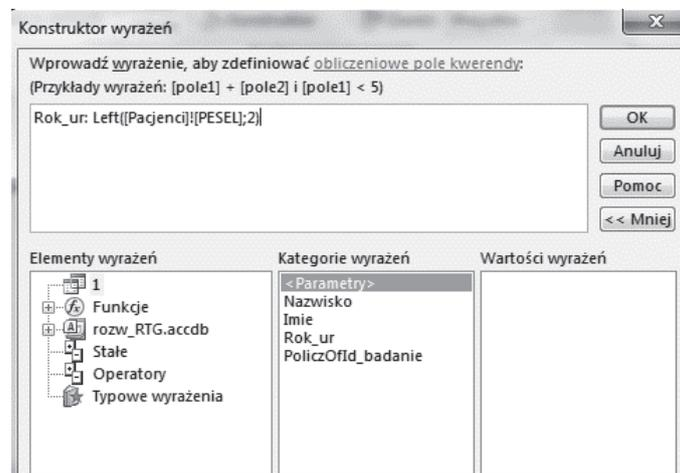 Konstruktor wyrażeń
Wprowadź wyrażenie, aby zdefiniować obliczeniowe pole kwerendy:
(Przykłady wyrażeń: [pole1] + [pole2] i [pole1] < 5)
Rok_ur: Left([Pacjenci]![PESEL];2)
OK
Anuluj
Pomoc
<< Mniej
Elementy wyrażeń
1
Funkcje
rozw_RTG.accdb
Stałe
Operatory
Typowe wyrażenia
Kategorie wyrażeń
<Parametry>
Nazwisko
Imie
Rok_ur
PoliczOfId_badanie
Wartości wyrażeń